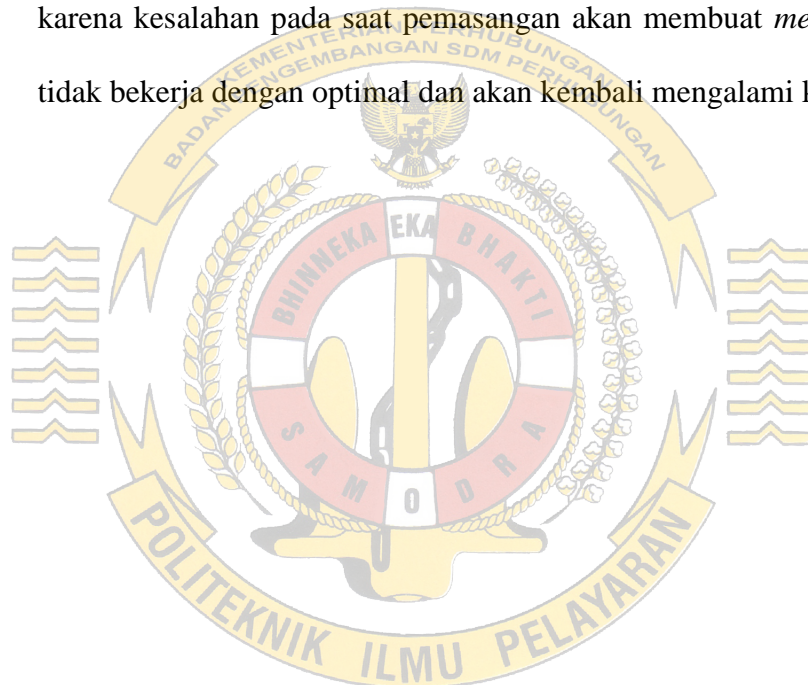 karena kesalahan pada saat pemasangan akan membuat
tidak bekerja dengan optimal dan akan kembali mengalami
BADAN PENGEMBANGAN SDM PERHUBUNGAN
KEMENTERIAN PERHUBUNGAN
BHINNEKA EKA BHAKTI
SAMODRA
POLITEKNIK ILMU PELAYARAN